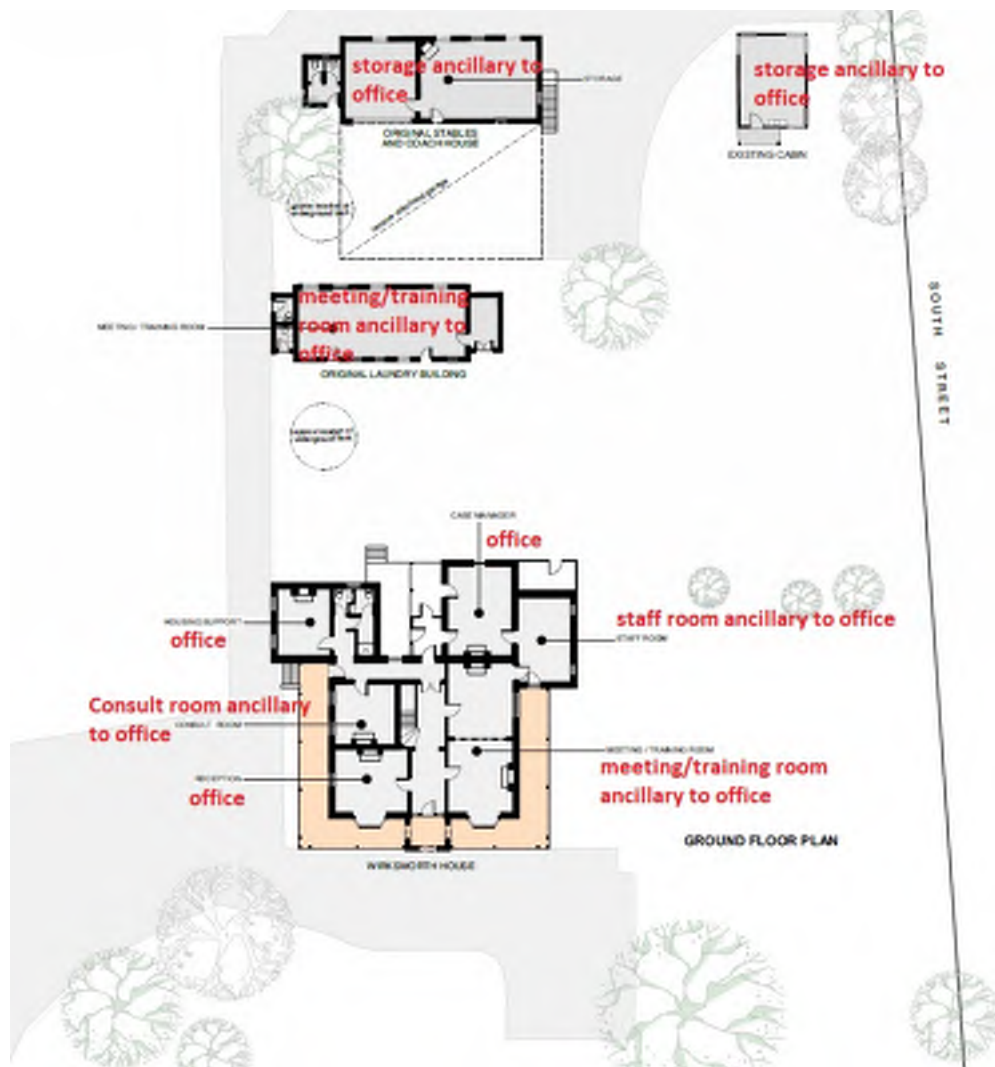 storage ancillary to
office
STORAGE
ORIGINAL STABLES
AND COACH HOUSE
storage ancillary to
office
EXISTING CABIN
SOUTH STREET
meeting/training
room ancillary to
office
MEETING / TRAINING ROOM
ORIGINAL LAUNDRY BUILDING
CASE MANAGER
office
HOUSING SUPPORT
office
staff room ancillary to office
STAFF ROOM
Consult room ancillary
to office
CONSULT ROOM
MEETING / TRAINING ROOM
meeting/training room
ancillary to office
RECEPTION
office
GROUND FLOOR PLAN
WIRKSWORTH HOUSE